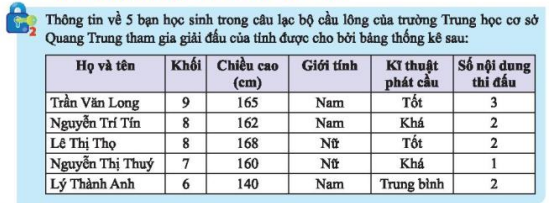 2
Thông tin về 5 bạn học sinh trong câu lạc bộ cầu lông của trường Trung học cơ sở
Quang Trung tham gia giải đấu của tỉnh được cho bởi bảng thống kê sau:
Họ và tên Khối Chiều cao (cm) Giới tính Kĩ thuật phát cầu Số nội dung thi đấu
Trần Văn Long 9 165 Nam Tốt 3
Nguyễn Trí Tín 8 162 Nam Khá 2
Lê Thị Thọ 8 168 Nữ Tốt 2
Nguyễn Thị Thuý 7 160 Nữ Khá 1
Lý Thành Anh 6 140 Nam Trung bình 2